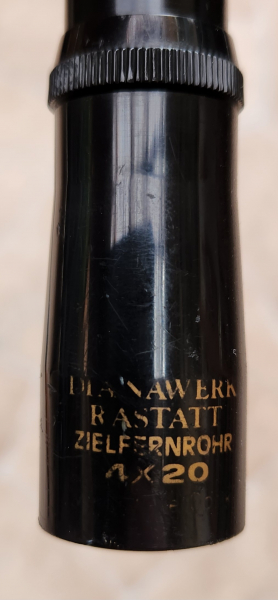 DIANAWERK
RASTATT
ZIELFERNROHR
4X20